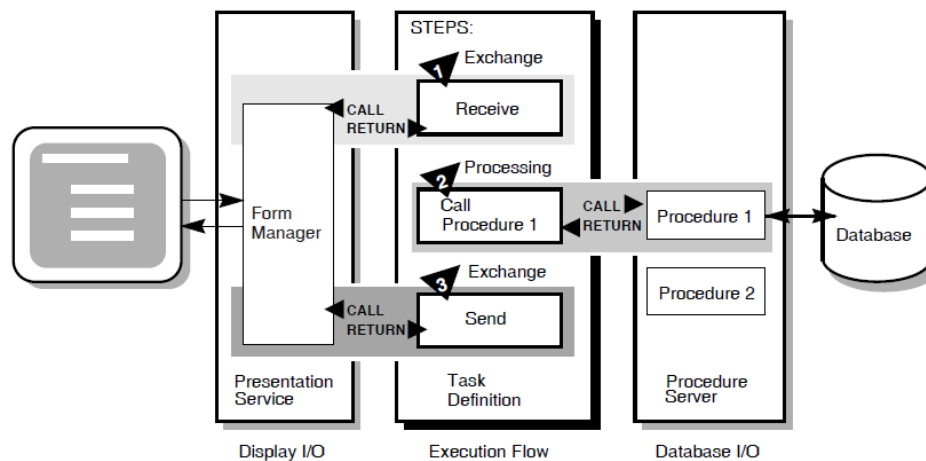 STEPS:
1 Exchange
CALL
RETURN
Receive
2 Processing
Form
Manager
Call
Procedure 1
CALL
RETURN
Procedure 1
Database
3 Exchange
Procedure 2
CALL
RETURN
Send
Presentation
Service
Task
Definition
Procedure
Server
Display I/O
Execution Flow
Database I/O